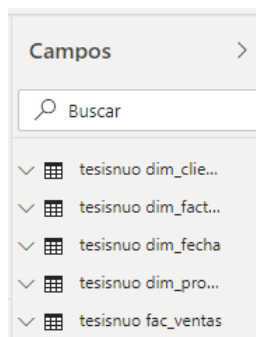 Campos
Buscar
tesisnuo dim_clie...
tesisnuo dim_fact...
tesisnuo dim_fecha
tesisnuo dim_pro...
tesisnuo fac_ventas